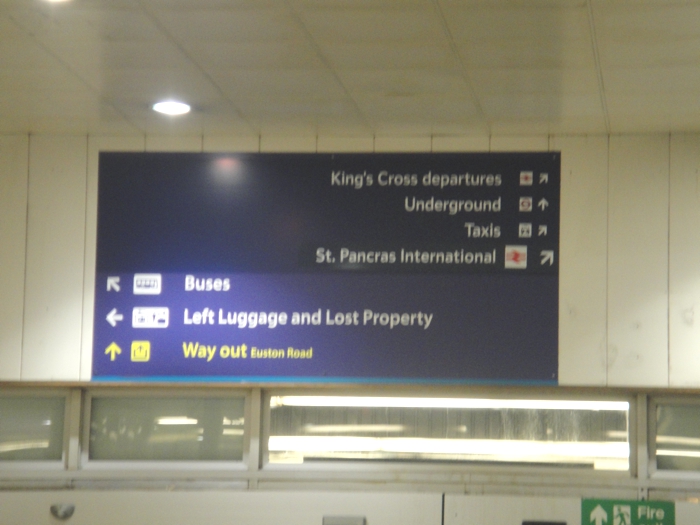 King's Cross departures
Underground
Taxis
St. Pancras International
Buses
Left Luggage and Lost Property
Way out Euston Road
Fire